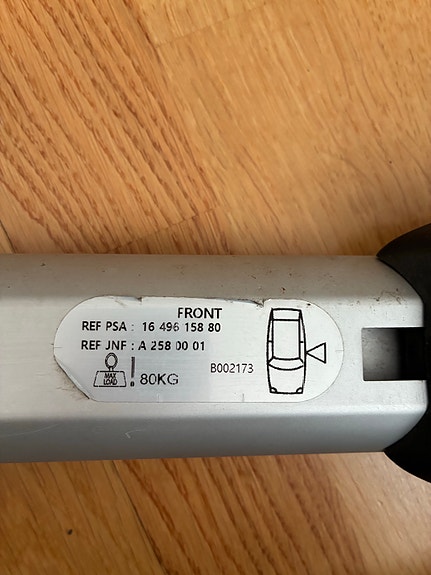 FRONT
REF PSA : 16 496 158 80
REF JNF : A 258 00 01
B002173
MAX
LOAD
! 80KG